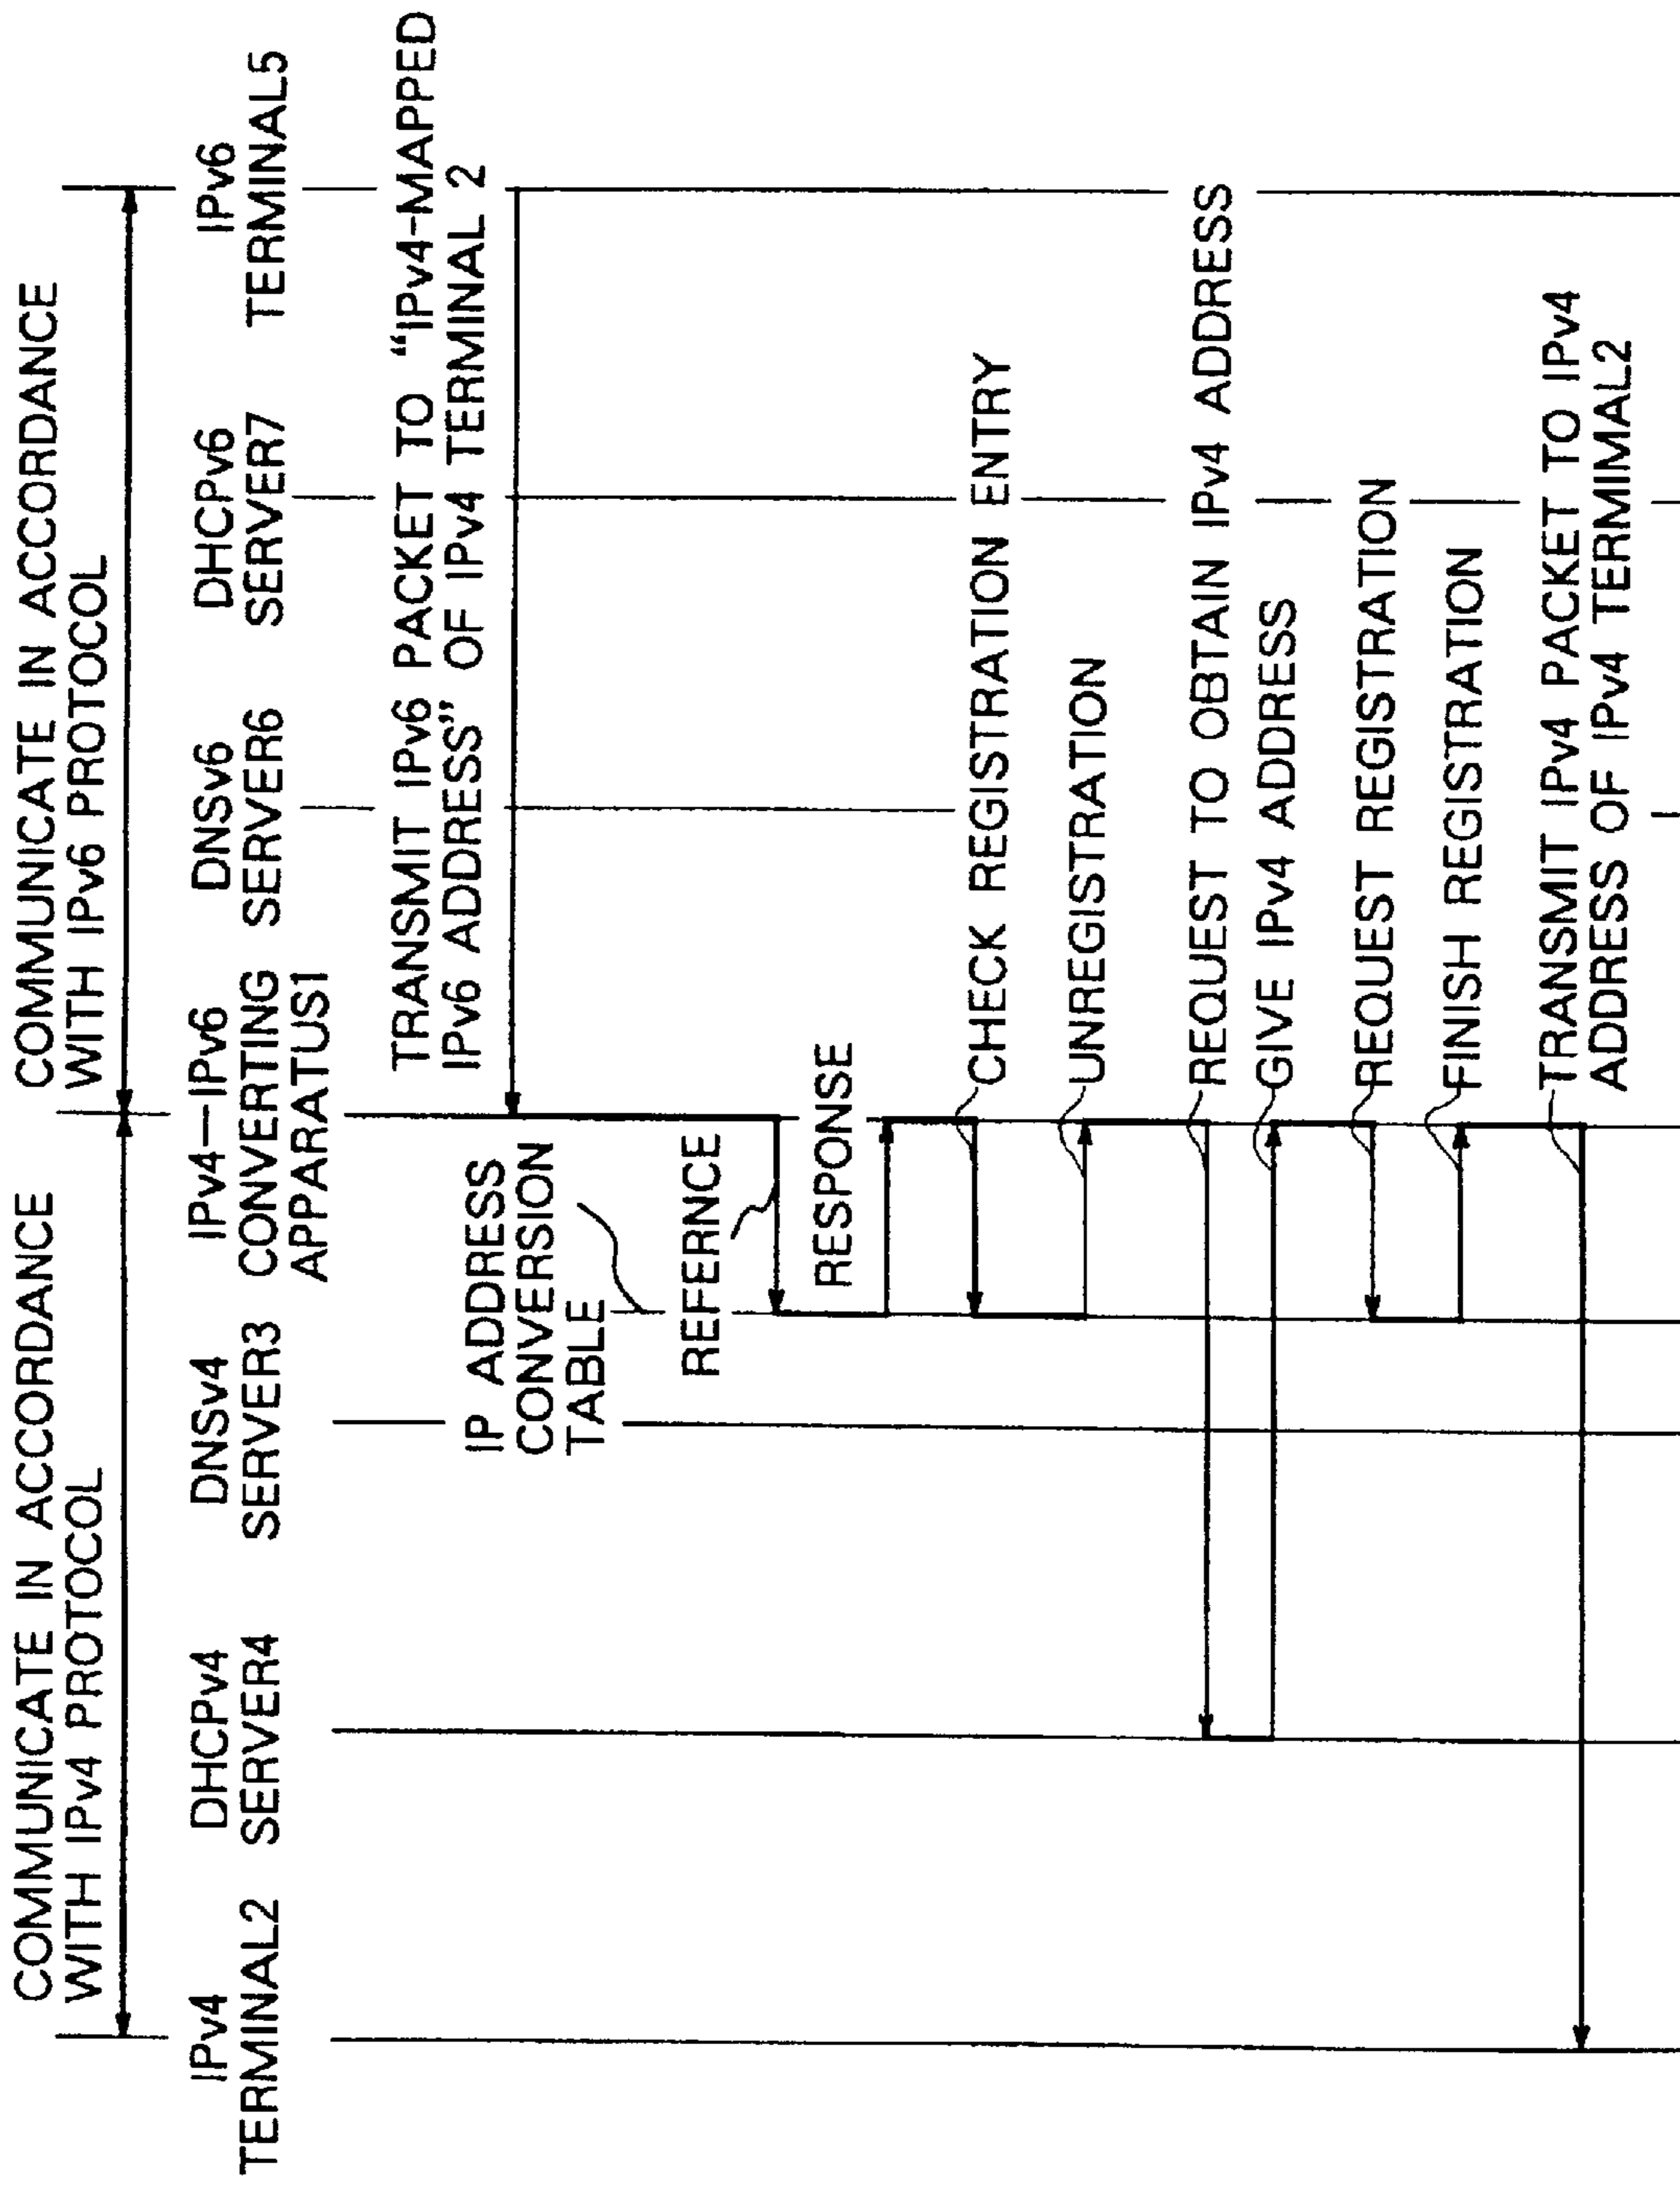 COMMUNICATE IN ACCORDANCE
WITH IPv4 PROTOCOL
COMMUNICATE IN ACCORDANCE
WITH IPv6 PROTOCOL
IPv4
TERMINAL2
DHCPv4
SERVER4
DNSv4
SERVER3
IPv4—IPv6
CONVERTING
APPARATUS1
DNSv6
SERVER6
DHCPv6
SERVER7
IPv6
TERMINAL5
TRANSMIT IPv6 PACKET TO “IPv4-MAPPED
IPv6 ADDRESS” OF IPv4 TERMINAL 2
IP ADDRESS
CONVERSION
TABLE
REFERNCE
RESPONSE
CHECK REGISTRATION ENTRY
UNREGISTRATION
REQUEST TO OBTAIN IPv4 ADDRESS
GIVE IPv4 ADDRESS
REQUEST REGISTRATION
FINISH REGISTRATION
TRANSMIT IPv4 PACKET TO IPv4
ADDRESS OF IPv4 TERMIMAL2